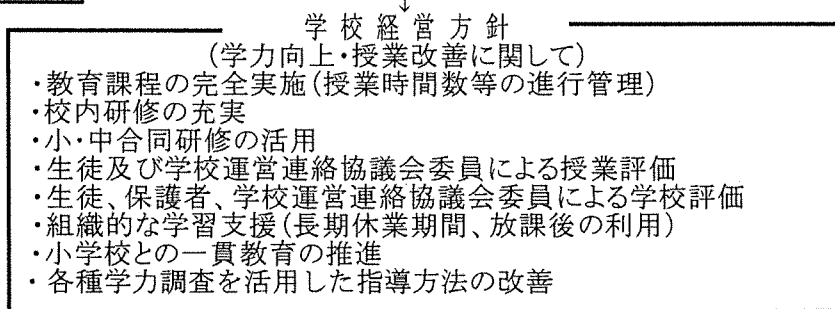 ↓
学校経営方針
(学力向上・授業改善に関して)
・教育課程の完全実施(授業時間数等の進行管理)
・校内研修の充実
・小・中合同研修の活用
・生徒及び学校運営連絡協議会委員による授業評価
・生徒、保護者、学校運営連絡協議会委員による学校評価
・組織的な学習支援(長期休業期間、放課後の利用)
・小学校との一貫教育の推進
・各種学力調査を活用した指導方法の改善